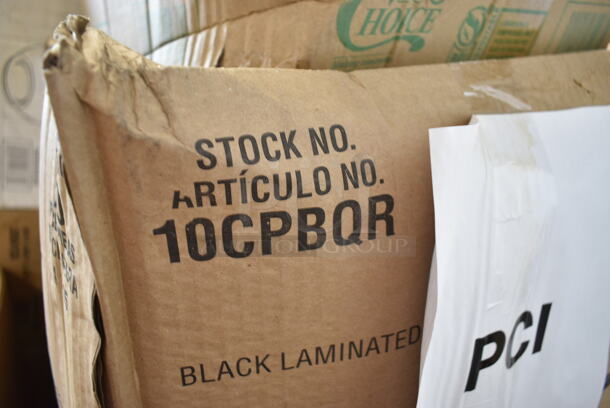 CHOICE
STOCK NO.
ARTÍCULO NO.
10CPBQR
BLACK LAMINATED
PCI